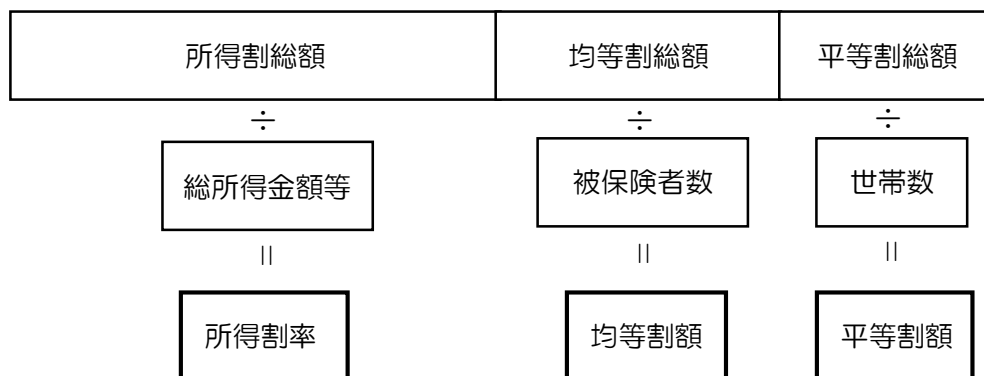 所得割総額 均等割総額 平等割総額
÷ ÷ ÷
総所得金額等 被保険者数 世帯数
＝ ＝ ＝
所得割率 均等割額 平等割額